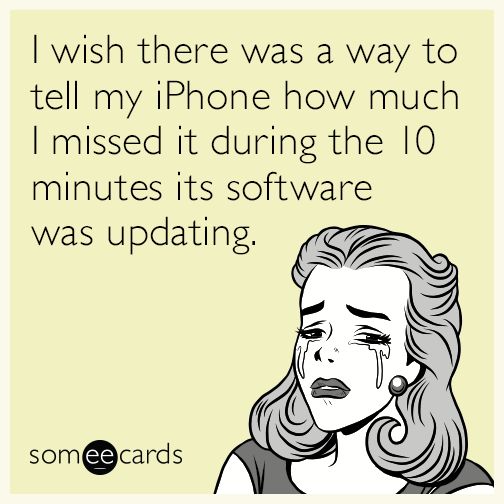 I wish there was a way to
tell my iPhone how much
I missed it during the 10
minutes its software
was updating.
someecards